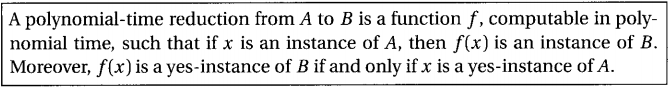 A polynomial-time reduction from A to B is a function f, computable in poly-
nomial time, such that if x is an instance of A, then f(x) is an instance of B.
Moreover, f(x) is a yes-instance of B if and only if x is a yes-instance of A.